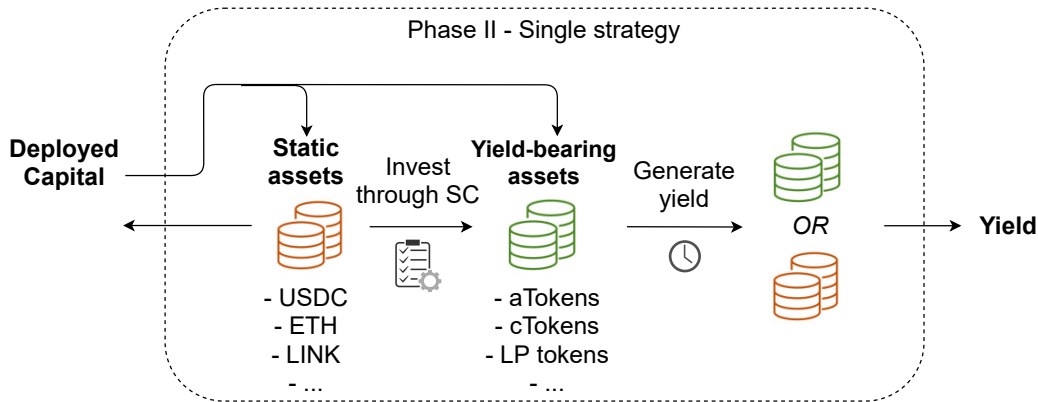 Phase II - Single strategy
Deployed
Capital
Static
assets
Invest
through SC
Yield-bearing
assets
Generate
yield
OR
Yield
- USDC
- ETH
- LINK
- ...
- aTokens
- cTokens
- LP tokens
- ...